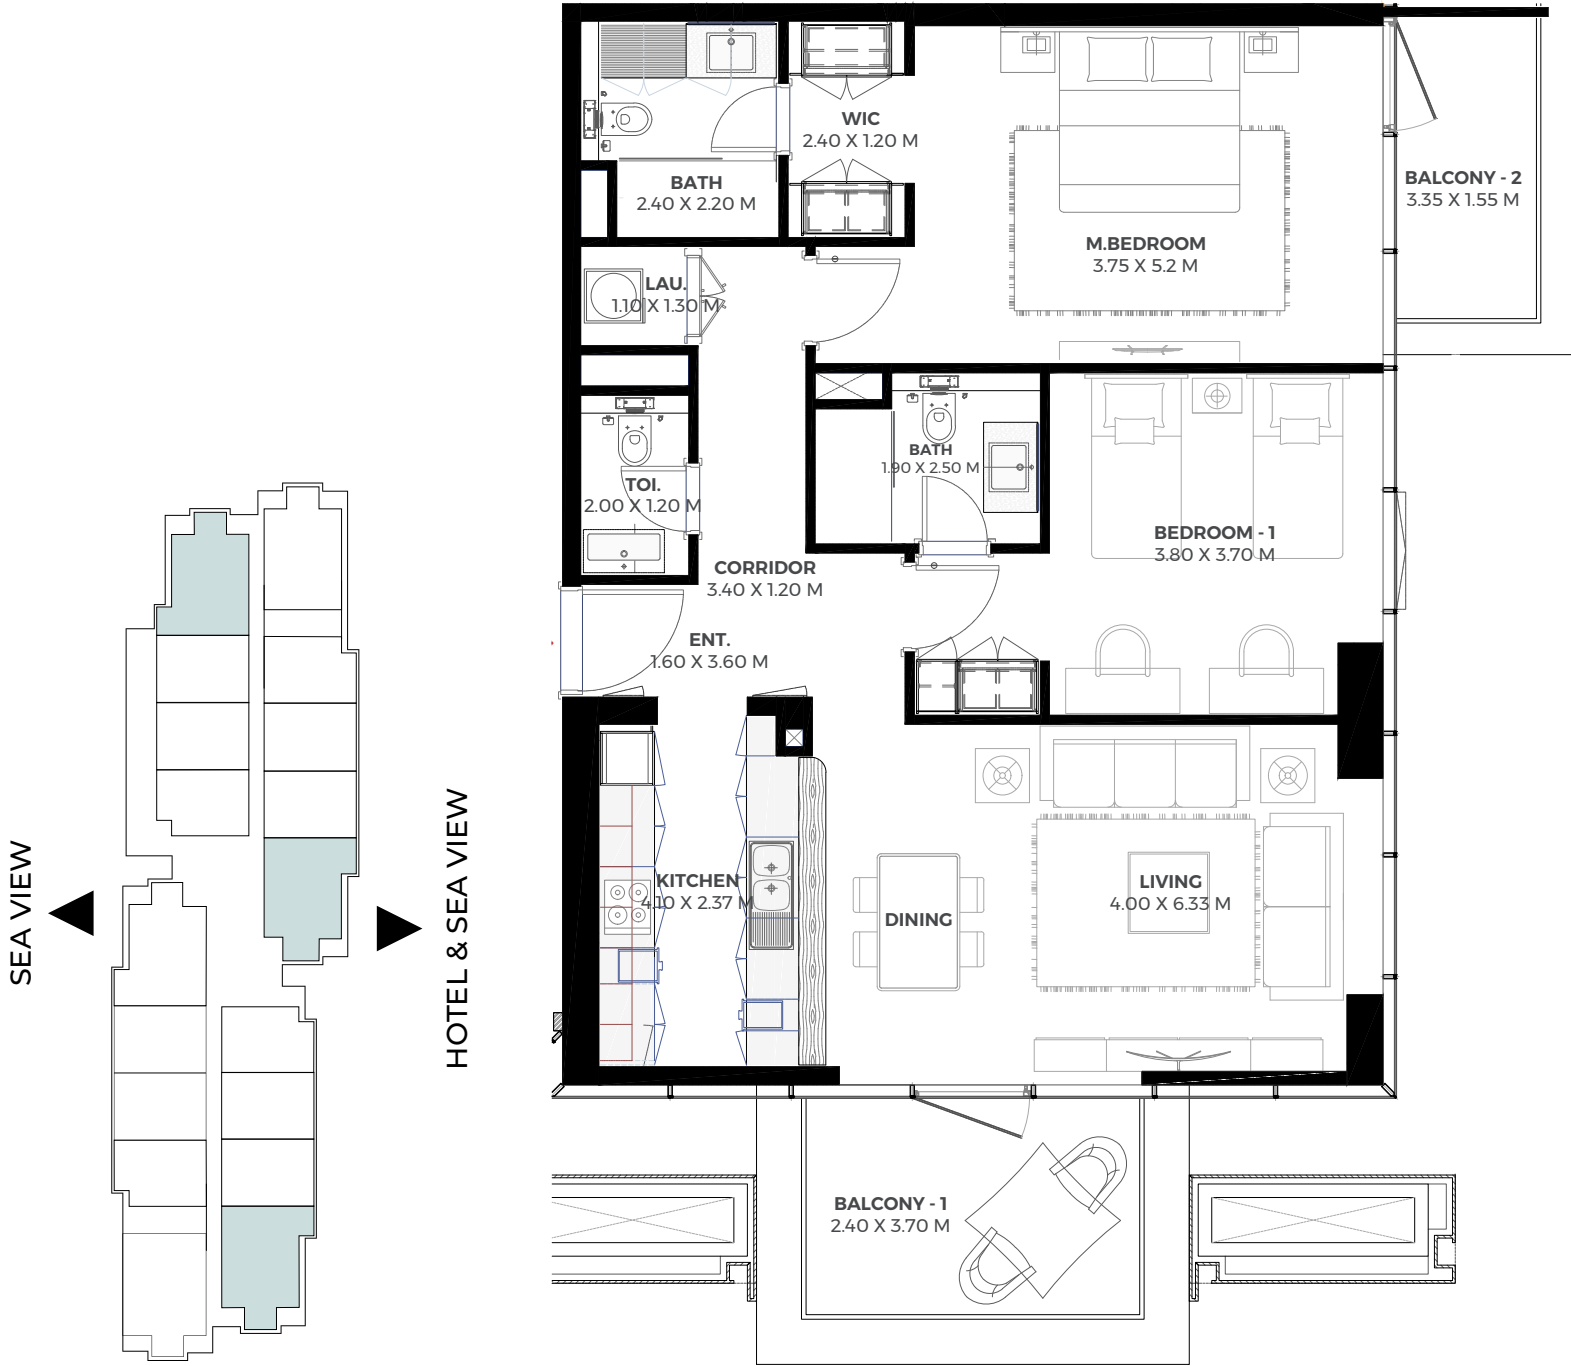 WIC
2.40 X 1.20 M
BATH
2.40 X 2.20 M
BALCONY - 2
3.35 X 1.55 M
M.BEDROOM
3.75 X 5.2 M
LAU.
1.10 X 1.30 M
BATH
1.90 X 2.50 M
TOI.
2.00 X 1.20 M
BEDROOM - 1
3.80 X 3.70 M
CORRIDOR
3.40 X 1.20 M
ENT.
1.60 X 3.60 M
KITCHEN
4.10 X 2.37 M
DINING
LIVING
4.00 X 6.33 M
BALCONY - 1
2.40 X 3.70 M
SEA VIEW
HOTEL & SEA VIEW